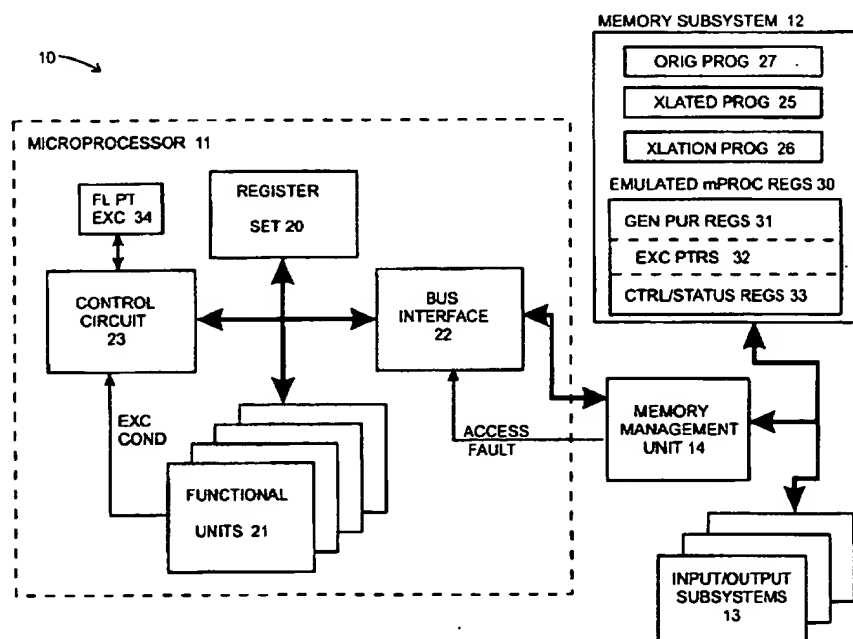 MEMORY SUBSYSTEM 12
10
ORIG PROG 27
XLATED PROG 25
XLATION PROG 26
EMULATED mPROC REGS 30
GEN PUR REGS 31
EXC PTRS 32
CTRL/STATUS REGS 33
MICROPROCESSOR 11
FL PT
EXC 34
REGISTER
SET 20
CONTROL
CIRCUIT
23
BUS
INTERFACE
22
EXC
COND
ACCESS
FAULT
MEMORY
MANAGEMENT
UNIT 14
FUNCTIONAL
UNITS 21
INPUT/OUTPUT
SUBSYSTEMS
13